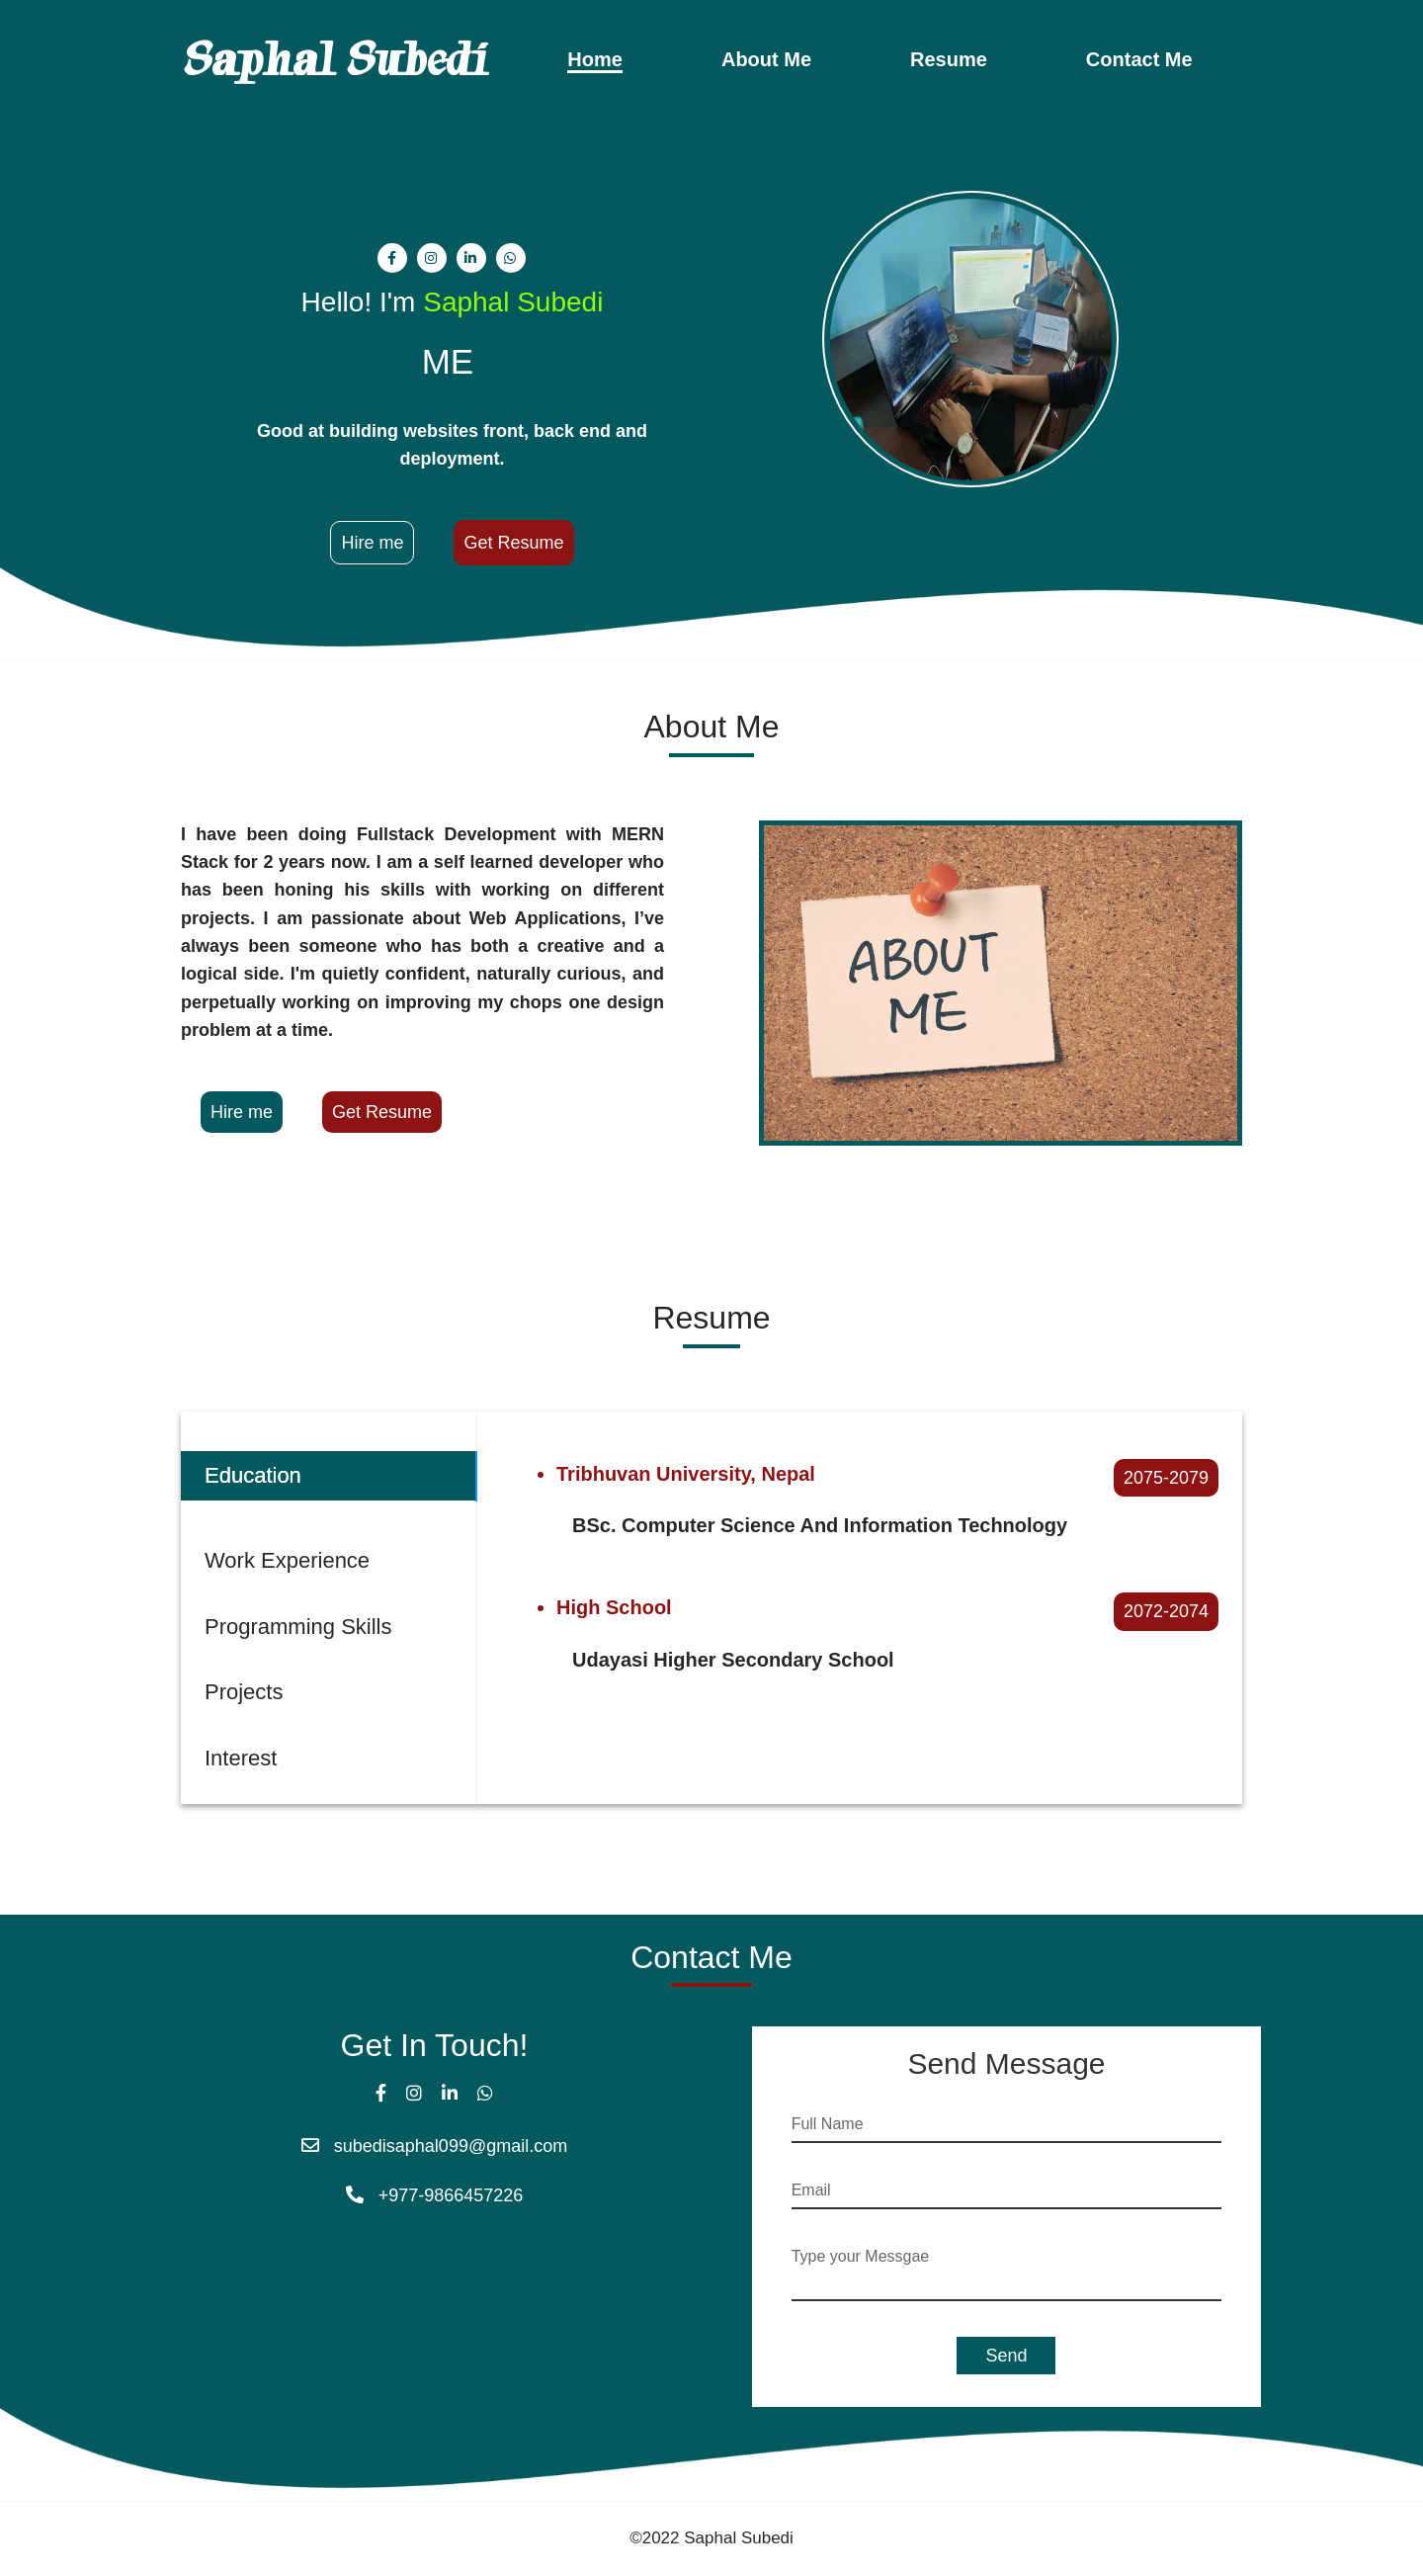 Saphal Subedi
Home
About Me
Resume
Contact Me
Hello! I'm Saphal Subedi
ME
Good at building websites front, back end and
deployment.
Hire me
Get Resume
About Me
I have been doing Fullstack Development with MERN
Stack for 2 years now. I am a self learned developer who
has been honing his skills with working on different
projects. I am passionate about Web Applications, I’ve
always been someone who has both a creative and a
logical side. I'm quietly confident, naturally curious, and
perpetually working on improving my chops one design
problem at a time.
Hire me
Get Resume
ABOUT
ME
Resume
Education
Work Experience
Programming Skills
Projects
Interest
Tribhuvan University, Nepal
2075-2079
BSc. Computer Science And Information Technology
High School
2072-2074
Udayasi Higher Secondary School
Contact Me
Get In Touch!
subedisaphal099@gmail.com
+977-9866457226
Send Message
Full Name
Email
Type your Messgae
Send
©2022 Saphal Subedi